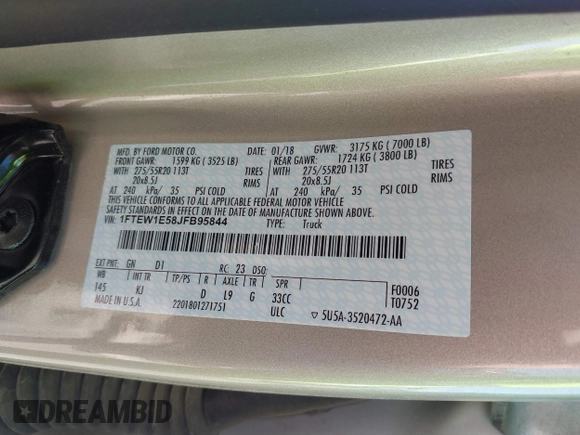 MFD. BY FORD MOTOR CO.
01/18 GVWR: 3175 KG ( 7000 LB)
FRONT GAWR: 1599 KG ( 3525 LB) REAR GAWR: 1724 KG ( 3800 LB)
WITH 275/55R20 113T TIRES WITH 275/55R20 113T TIRES
20x8.5J RIMS 20x8.5J RIMS
AT 240 kPa/ 35 PSI COLD AT 240 kPa/ 35 PSI COLD
THIS VEHICLE CONFORMS TO ALL APPLICABLE FEDERAL MOTOR VEHICLE
SAFETY STANDARDS IN EFFECT ON THE DATE OF MANUFACTURE SHOWN ABOVE.
VIN: 1FTEW1E58JFB95844 TYPE: Truck
EXT PNT: GN D1 RC: 23 DSO:
WB INT TR TP/PS R AXLE TR SPR
145 KJ D L9 G 33CC
F0006
T0752
MADE IN U.S.A. 2201801271751 ULC ▽ 5U5A-3520472-AA
DREAMBID